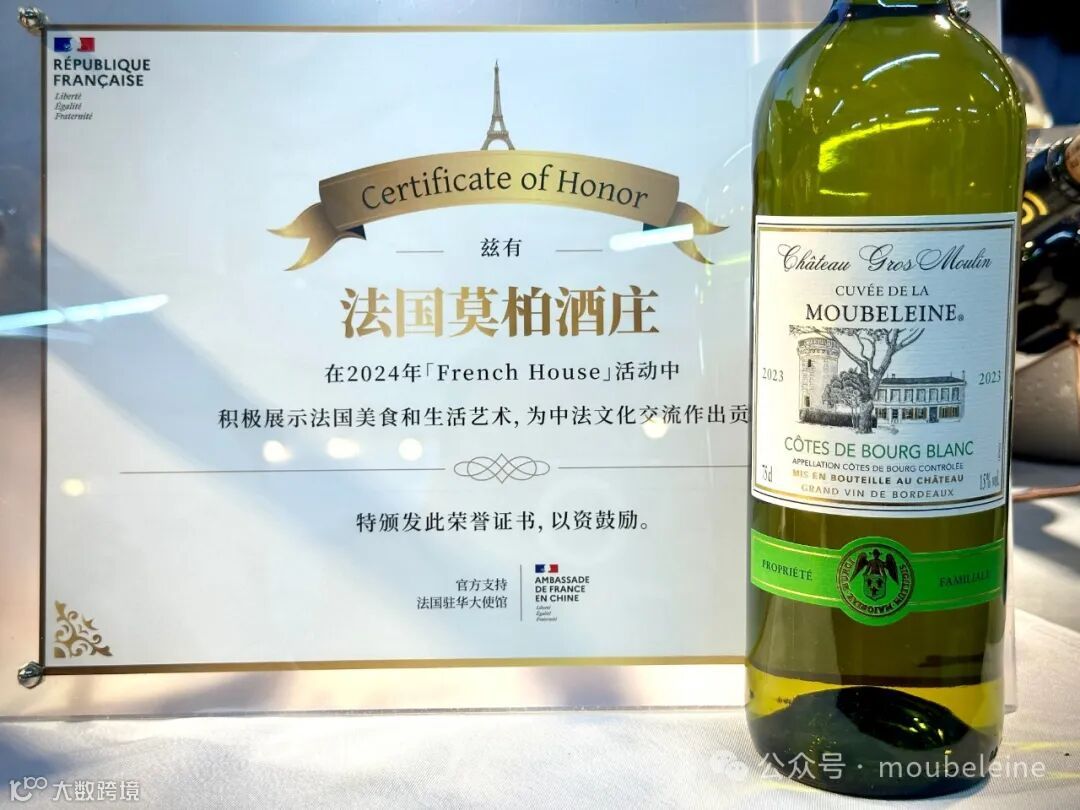 RÉPUBLIQUE
FRANÇAISE
Liberté
Égalité
Fraternité
Certificate of Honor
兹有
法国莫柏酒庄
在2024年「French House」活动中
积极展示法国美食和生活艺术, 为中法文化交流作出贡
特颁发此荣誉证书, 以资鼓励。
官方支持
法国驻华大使馆
AMBASSADE
DE FRANCE
EN CHINE
Liberté
Égalité
Fraternité
Château Gros Moulin
CUVÉE DE LA
MOUBELEINE®
2023
2023
CÔTES DE BOURG BLANC
APPELLATION CÔTES DE BOURG CONTRÔLÉE
75cl
MIS EN BOUTEILLE AU CHÂTEAU
13% vol.
GRAND VIN DE BORDEAUX
PROPRIÉTÉ
FAMILIALE
公众号 · moubeleine
大数跨境